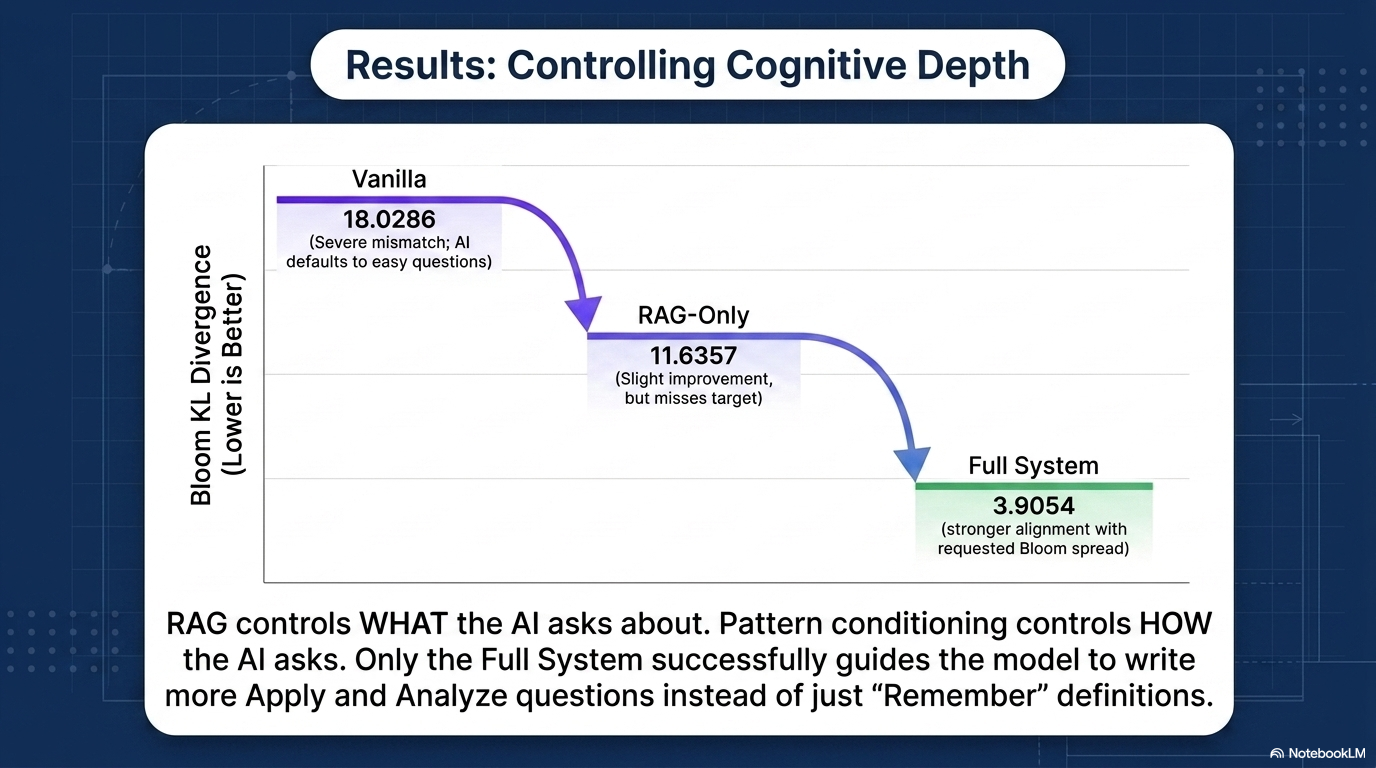 Results: Controlling Cognitive Depth
Bloom KL Divergence
(Lower is Better)
Vanilla
18.0286
(Severe mismatch; AI
defaults to easy questions)
RAG-Only
11.6357
(Slight improvement,
but misses target)
Full System
3.9054
(stronger alignment with
requested Bloom spread)
RAG controls WHAT the AI asks about. Pattern conditioning controls HOW
the AI asks. Only the Full System successfully guides the model to write
more Apply and Analyze questions instead of just “Remember” definitions.
NotebookLM